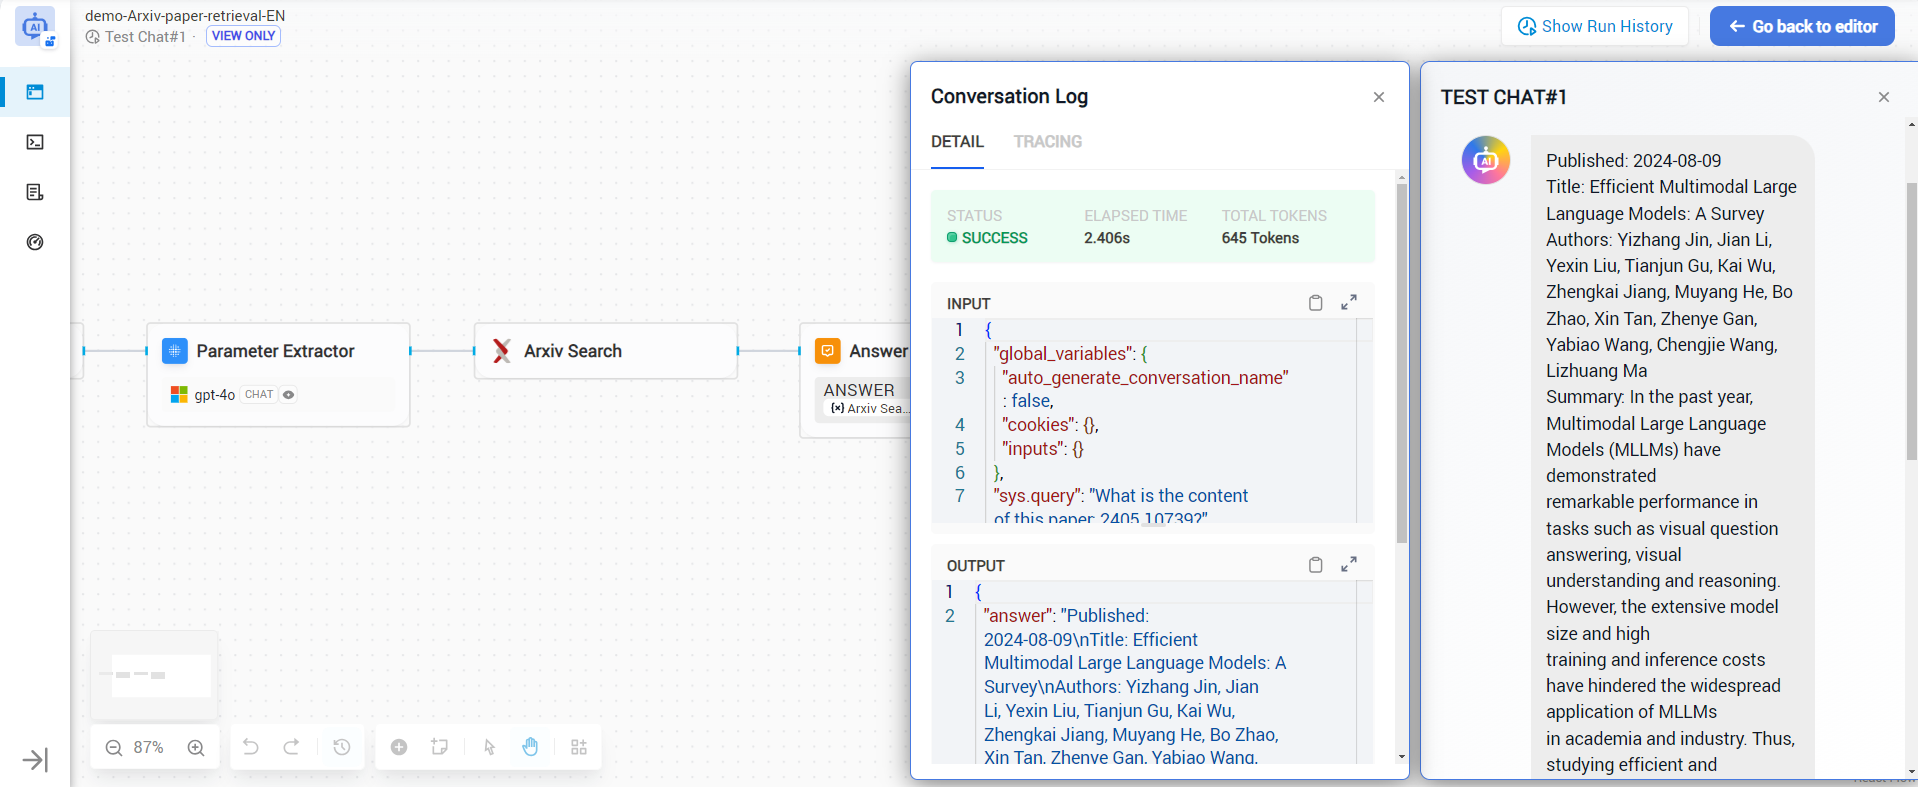 demo-Arxiv-paper-retrieval-EN
Test Chat#1 · VIEW ONLY
Show Run History
← Go back to editor
Parameter Extractor
gpt-4o CHAT
Arxiv Search
Answer
ANSWER
{x} Arxiv Sea...
87%
Conversation Log
DETAIL TRACING
STATUS ELAPSED TIME TOTAL TOKENS
SUCCESS 2.406s 645 Tokens
INPUT
1 {
2 "global_variables": {
3 "auto_generate_conversation_name"
: false,
4 "cookies": {},
5 "inputs": {}
6 },
7 "sys.query": "What is the content
of this paper 2405.10739?"
OUTPUT
1 {
2 "answer": "Published:
2024-08-09\nTitle: Efficient
Multimodal Large Language Models: A
Survey\nAuthors: Yizhang Jin, Jian
Li, Yexin Liu, Tianjun Gu, Kai Wu,
Zhengkai Jiang, Muyang He, Bo Zhao,
Xin Tan, Zhenye Gan, Yabiao Wang,
TEST CHAT#1
AI
Published: 2024-08-09
Title: Efficient Multimodal Large
Language Models: A Survey
Authors: Yizhang Jin, Jian Li,
Yexin Liu, Tianjun Gu, Kai Wu,
Zhengkai Jiang, Muyang He, Bo
Zhao, Xin Tan, Zhenye Gan,
Yabiao Wang, Chengjie Wang,
Lizhuang Ma
Summary: In the past year,
Multimodal Large Language
Models (MLLMs) have
demonstrated
remarkable performance in
tasks such as visual question
answering, visual
understanding and reasoning.
However, the extensive model
size and high
training and inference costs
have hindered the widespread
application of MLLMs
in academia and industry. Thus,
studying efficient and